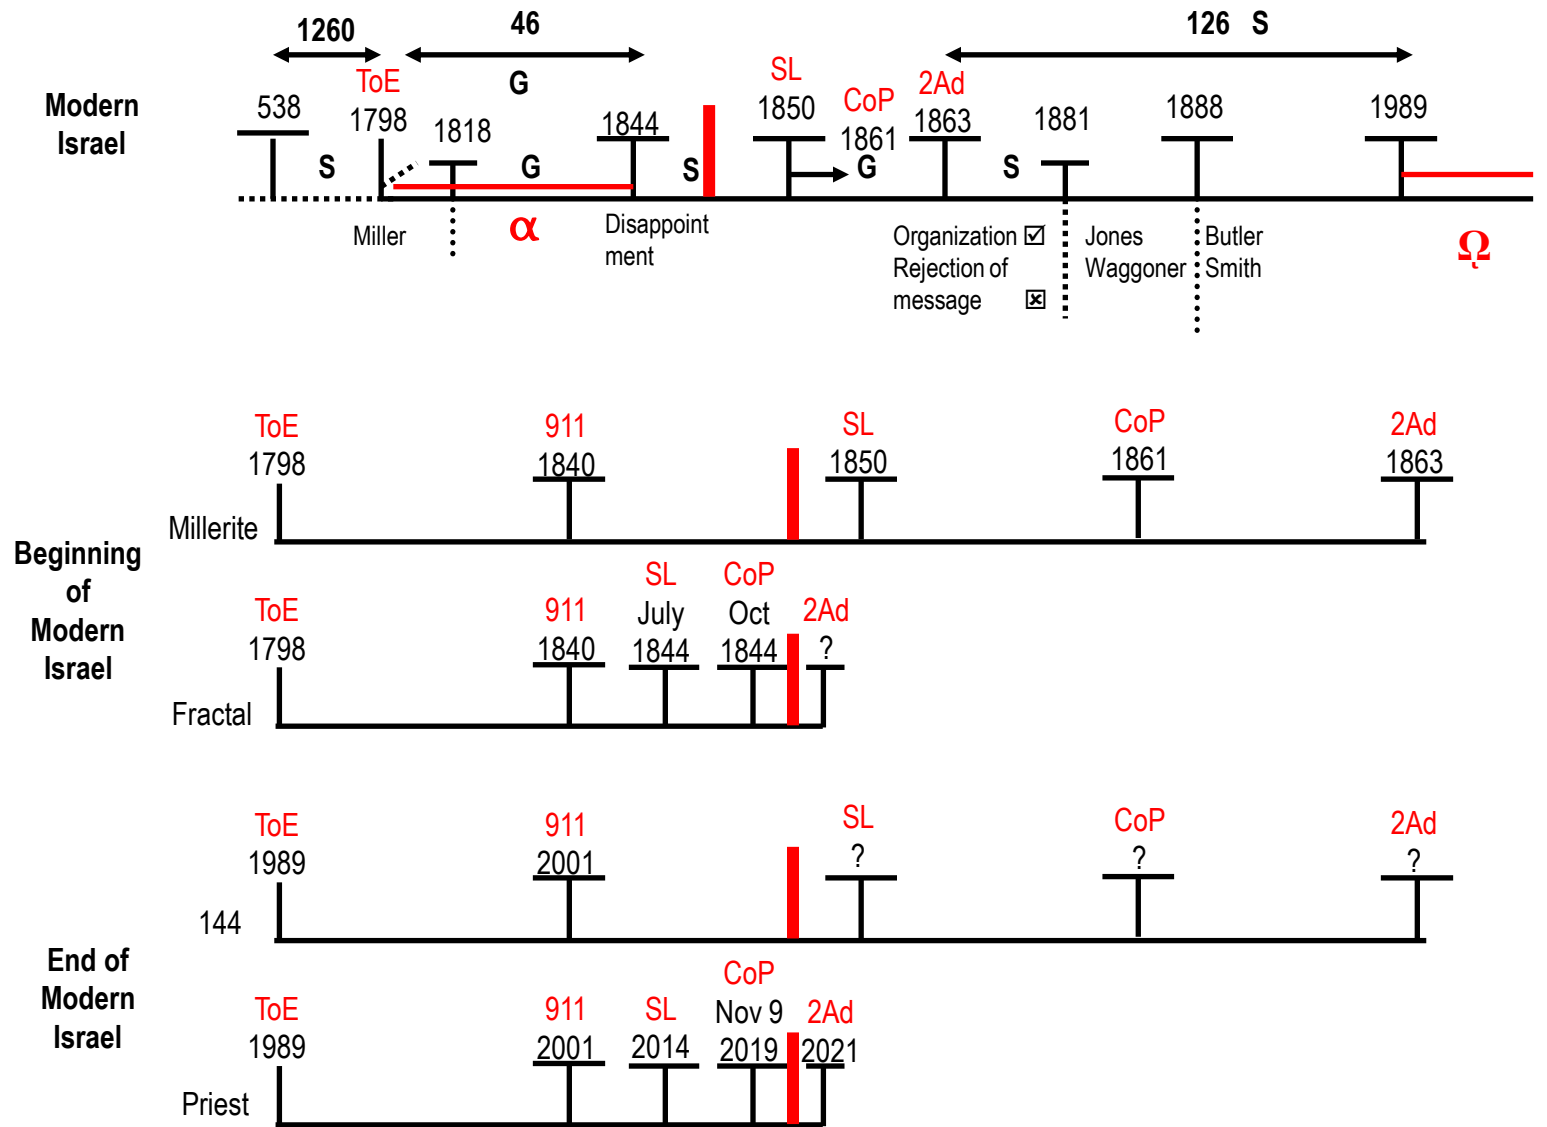 1260
46
126 S
ToE
G
SL
CoP
2Ad
Modern
Israel
538
1798
1818
1844
1850
1861
1863
1881
1888
1989
S
G
S
G
S
Miller
α
Disappoint
ment
Organization ☑
Rejection of
message ☒
Jones
Waggoner
Butler
Smith
Ω
Beginning
of
Modern
Israel
Millerite
ToE
1798
911
1840
SL
1850
CoP
1861
2Ad
1863
Fractal
ToE
1798
911
1840
SL
July
1844
CoP
Oct
1844
2Ad
?
End of
Modern
Israel
144
ToE
1989
911
2001
SL
?
CoP
?
2Ad
?
Priest
ToE
1989
911
2001
SL
2014
CoP
Nov 9
2019
2Ad
2021